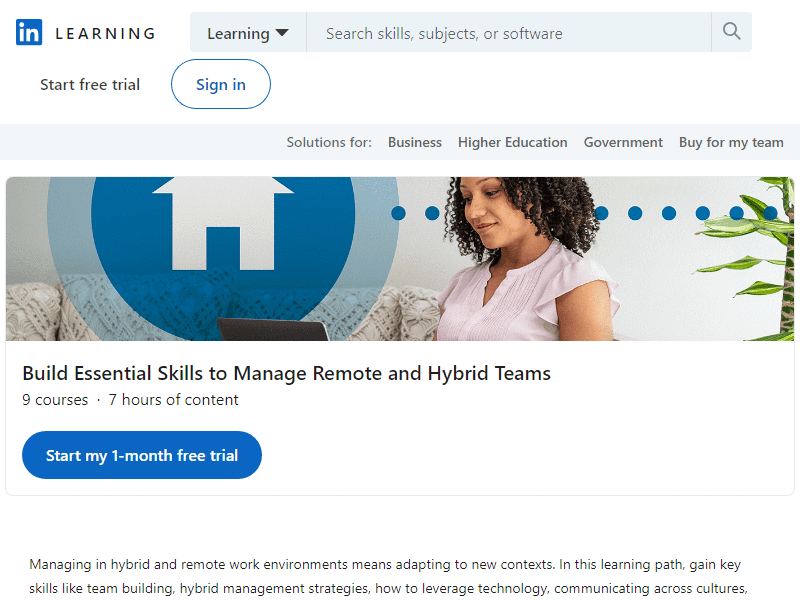 in LEARNING
Learning
Search skills, subjects, or software
Start free trial
Sign in
Solutions for:
Business
Higher Education
Government
Buy for my team
Build Essential Skills to Manage Remote and Hybrid Teams
9 courses · 7 hours of content
Start my 1-month free trial
Managing in hybrid and remote work environments means adapting to new contexts. In this learning path, gain key
skills like team building, hybrid management strategies, how to leverage technology, communicating across cultures,